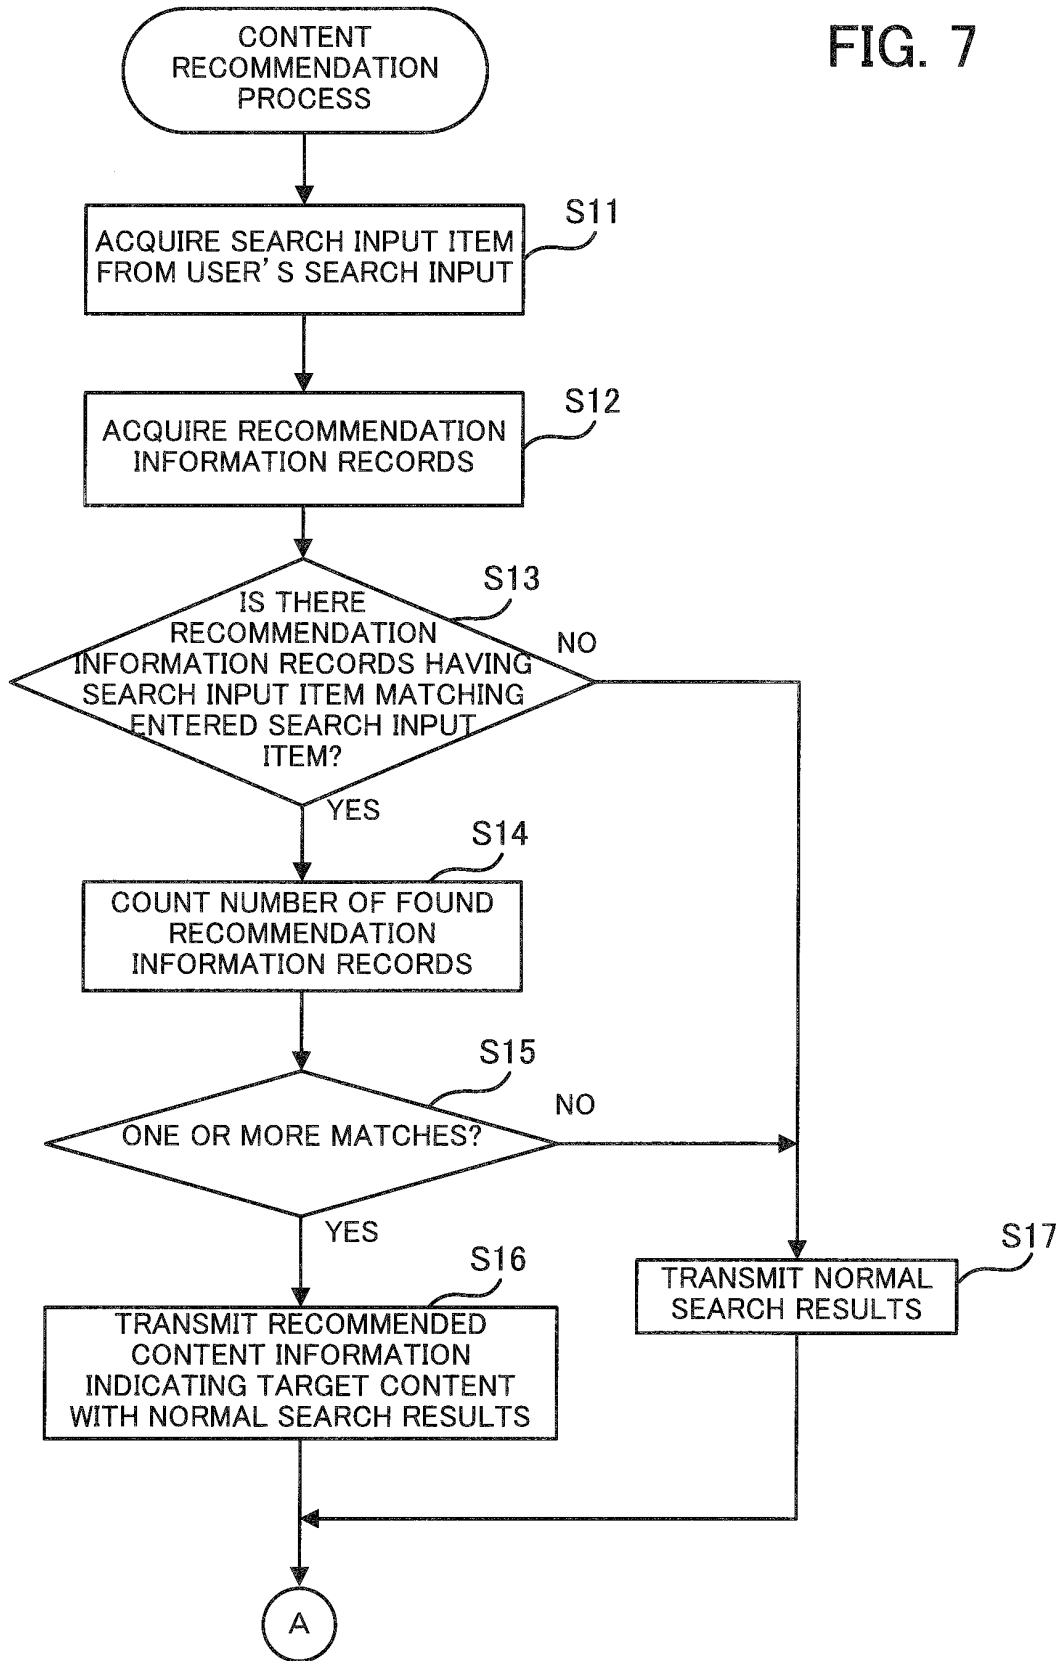 FIG. 7
CONTENT
RECOMMENDATION
PROCESS
S11
ACQUIRE SEARCH INPUT ITEM
FROM USER'S SEARCH INPUT
S12
ACQUIRE RECOMMENDATION
INFORMATION RECORDS
S13
IS THERE
RECOMMENDATION
INFORMATION RECORDS HAVING
SEARCH INPUT ITEM MATCHING
ENTERED SEARCH INPUT
ITEM?
NO
YES
S14
COUNT NUMBER OF FOUND
RECOMMENDATION
INFORMATION RECORDS
S15
ONE OR MORE MATCHES?
NO
YES
S16
TRANSMIT RECOMMENDED
CONTENT INFORMATION
INDICATING TARGET CONTENT
WITH NORMAL SEARCH RESULTS
S17
TRANSMIT NORMAL
SEARCH RESULTS
A